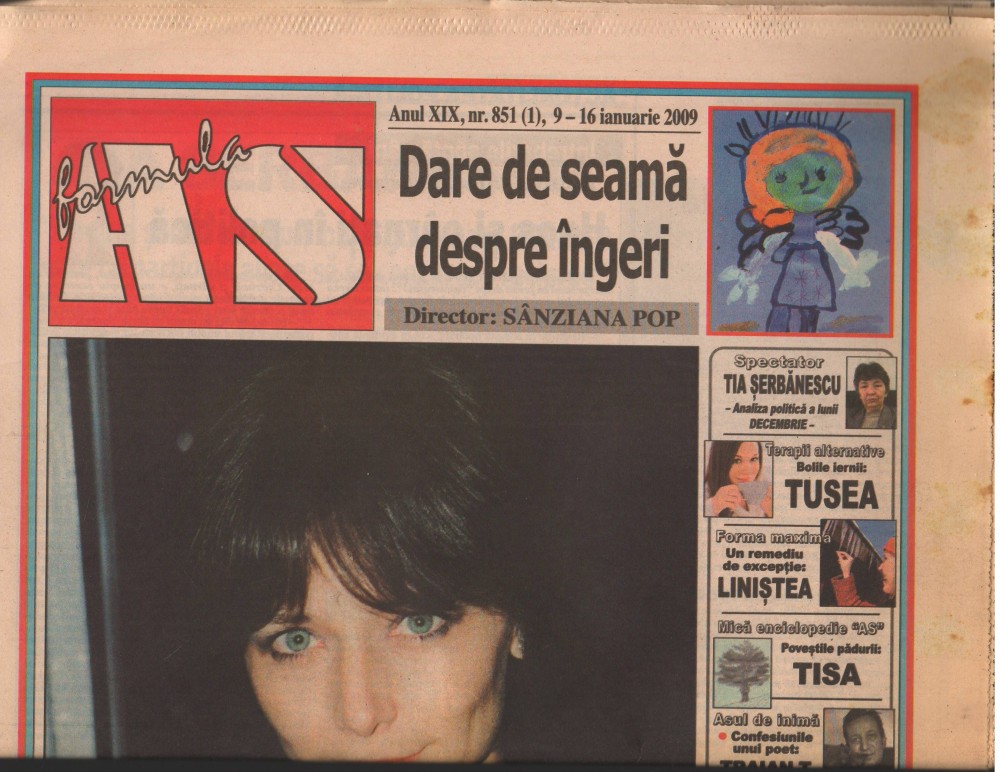 formula
AS
Anul XIX, nr. 851 (1), 9 – 16 ianuarie 2009
Dare de seamă
despre îngeri
Director: SÂNZIANA POP
Spectator
TIA ȘERBĂNESCU
– Analiza politică a lunii
DECEMBRIE –
Terapii alternative
Bolile iernii:
TUSEA
Forma maximă
Un remediu
de excepție:
LINIȘTEA
Mică enciclopedie “AS”
Poveștile pădurii:
TISA
Asul de inimă
• Confesiunile
unui poet:
TRAIAN T.